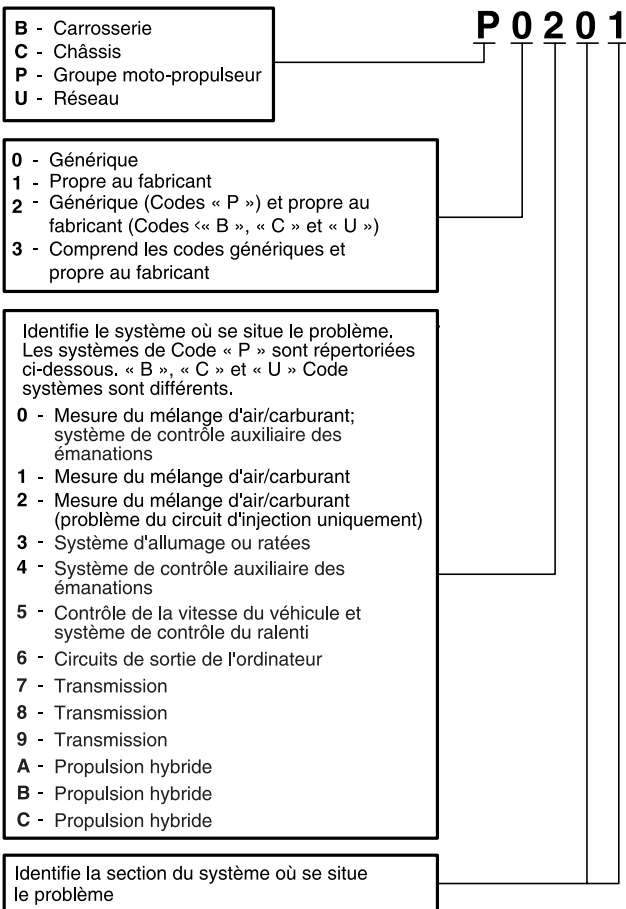 P 0 2 0 1
B - Carrosserie
C - Châssis
P - Groupe moto-propulseur
U - Réseau
0 - Générique
1 - Propre au fabricant
2 - Générique (Codes « P ») et propre au
fabricant (Codes « B », « C » et « U »)
3 - Comprend les codes génériques et
propre au fabricant
Identifie le système où se situe le problème.
Les systèmes de Code « P » sont répertoriées
ci-dessous. « B », « C » et « U » Code
systèmes sont différents.
0 - Mesure du mélange d'air/carburant;
système de contrôle auxiliaire des
émanations
1 - Mesure du mélange d'air/carburant
2 - Mesure du mélange d'air/carburant
(problème du circuit d'injection uniquement)
3 - Système d'allumage ou ratées
4 - Système de contrôle auxiliaire des
émanations
5 - Contrôle de la vitesse du véhicule et
système de contrôle du ralenti
6 - Circuits de sortie de l'ordinateur
7 - Transmission
8 - Transmission
9 - Transmission
A - Propulsion hybride
B - Propulsion hybride
C - Propulsion hybride
Identifie la section du système où se situe
le problème